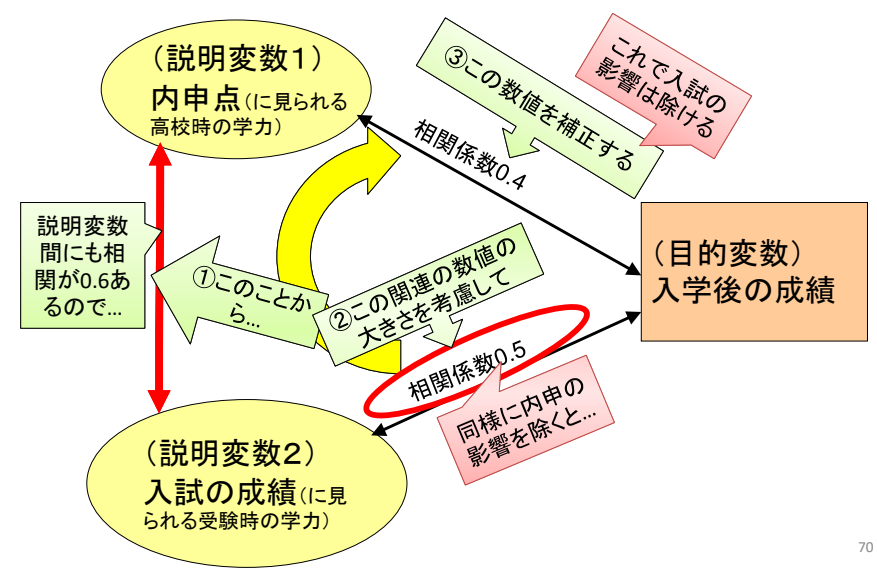 （説明変数１）
内申点（に見られる
高校時の学力）
③この数値を補正する
これで入試の
影響は除ける
相関係数0.4
説明変数
間にも相
関が0.6あ
るので…
①このことか
ら…
②この関連の数値の
大きさを考慮して
（目的変数）
入学後の成績
相関係数0.5
同様に内申の
影響を除くと…
（説明変数２）
入試の成績（に見
られる受験時の学力）
70